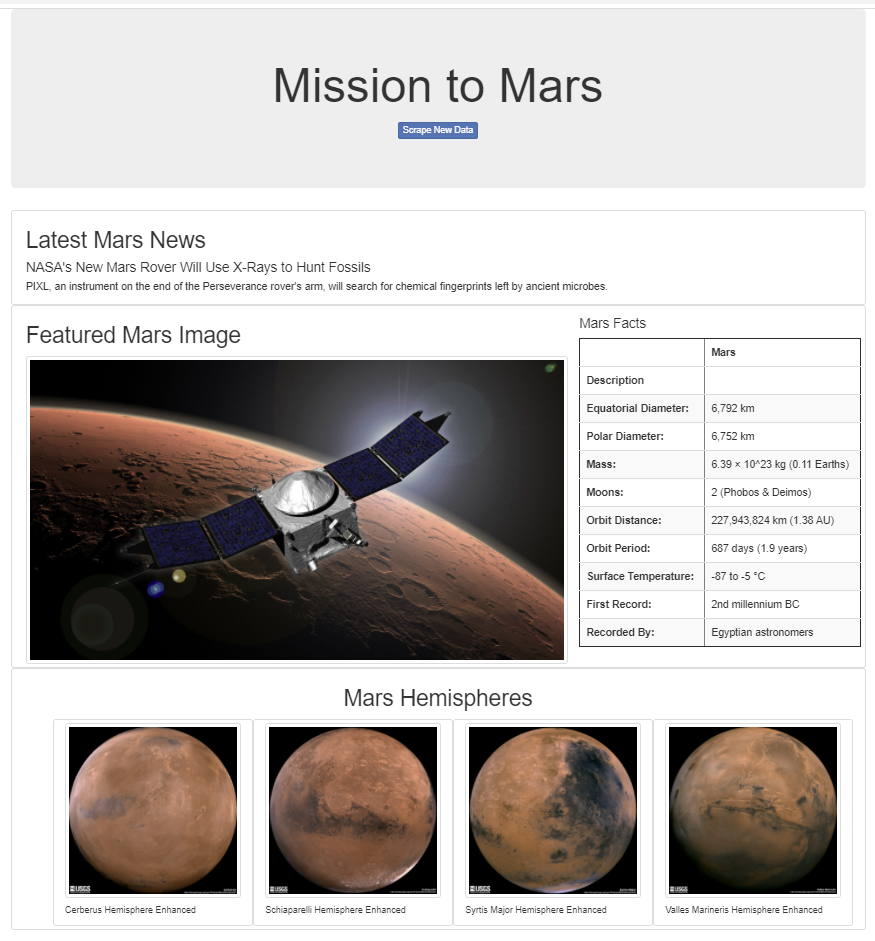 Mission to Mars
Scrape New Data
Latest Mars News
NASA's New Mars Rover Will Use X-Rays to Hunt Fossils
PIXL, an instrument on the end of the Perseverance rover's arm, will search for chemical fingerprints left by ancient microbes.
Featured Mars Image
Mars Facts
Mars
Description
Equatorial Diameter: 6,792 km
Polar Diameter: 6,752 km
Mass: 6.39 × 10^23 kg (0.11 Earths)
Moons: 2 (Phobos & Deimos)
Orbit Distance: 227,943,824 km (1.38 AU)
Orbit Period: 687 days (1.9 years)
Surface Temperature: -87 to -5 °C
First Record: 2nd millennium BC
Recorded By: Egyptian astronomers
Mars Hemispheres
USGS USGS USGS USGS
Cerberus Hemisphere Enhanced Schiaparelli Hemisphere Enhanced Syrtis Major Hemisphere Enhanced Valles Marineris Hemisphere Enhanced